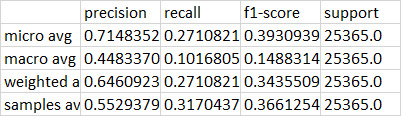 precision recall f1-score support
micro avg 0.7148352 0.2710821 0.3930939 25365.0
macro avg 0.4483370 0.1016805 0.1488314 25365.0
weighted a 0.6460923 0.2710821 0.3435509 25365.0
samples av 0.5529379 0.3170437 0.3661254 25365.0